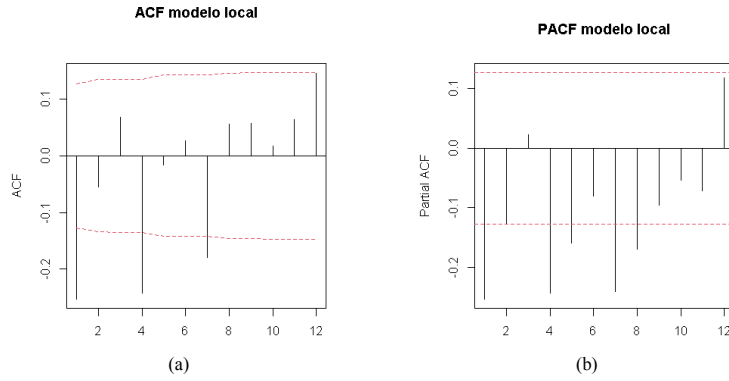 ACF modelo local
ACF
0.1
0.0
-0.1
-0.2
2 4 6 8 10 12
(a)
PACF modelo local
Partial ACF
0.1
0.0
-0.1
-0.2
2 4 6 8 10 12
(b)